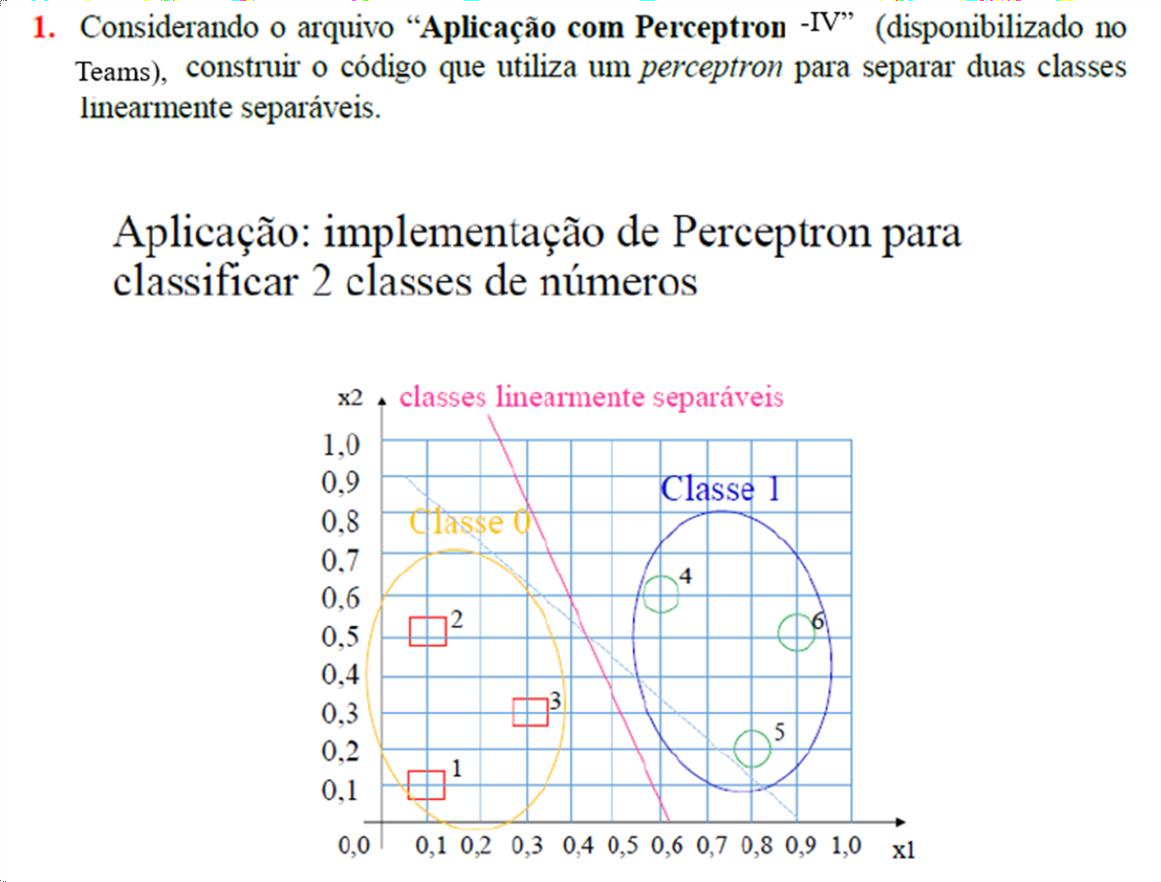 1. Considerando o arquivo “Aplicação com Perceptron -IV” (disponibilizado no
Teams), construir o código que utiliza um perceptron para separar duas classes
linearmente separáveis.
Aplicação: implementação de Perceptron para
classificar 2 classes de números
x2 classes linearmente separáveis
1,0
0,9 Classe 1
0,8 Classe 0
0,7
0,6 4
0,5 2 6
0,4
0,3 3
0,2 5
0,1 1
0,0 0,1 0,2 0,3 0,4 0,5 0,6 0,7 0,8 0,9 1,0 x1